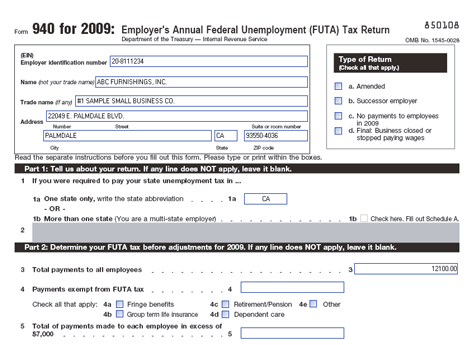 Form 940 for 2009: Employer's Annual Federal Unemployment (FUTA) Tax Return
850108
Department of the Treasury — Internal Revenue Service
OMB No. 1545-0028
(EIN)
Employer identification number 20-8111234
Name (not your trade name) ABC FURNISHINGS, INC.
Trade name (if any) #1 SAMPLE SMALL BUSINESS CO.
Address 22049 E. PALMDALE BLVD.
Number Street Suite or room number
PALMDALE CA 93550-4036
City State ZIP code
Type of Return
(Check all that apply.)
a. Amended
b. Successor employer
c. No payments to employees
in 2009
d. Final: Business closed or
stopped paying wages
Read the separate instructions before you fill out this form. Please type or print within the boxes.
Part 1: Tell us about your return. If any line does NOT apply, leave it blank.
1 If you were required to pay your state unemployment tax in ...
1a One state only, write the state abbreviation . . . . 1a CA
- OR -
1b More than one state (You are a multi-state employer) . . . . . . . . . . . . 1b Check here. Fill out Schedule A.
2
Part 2: Determine your FUTA tax before adjustments for 2009. If any line does NOT apply, leave it blank.
3 Total payments to all employees . . . . . . . . . . . . . . . 3 12100.00
4 Payments exempt from FUTA tax . . . . . . 4
Check all that apply: 4a Fringe benefits 4c Retirement/Pension 4e Other
4b Group term life insurance 4d Dependent care
5 Total of payments made to each employee in excess of
$7,000 . . . . . . . . . . . . . 5